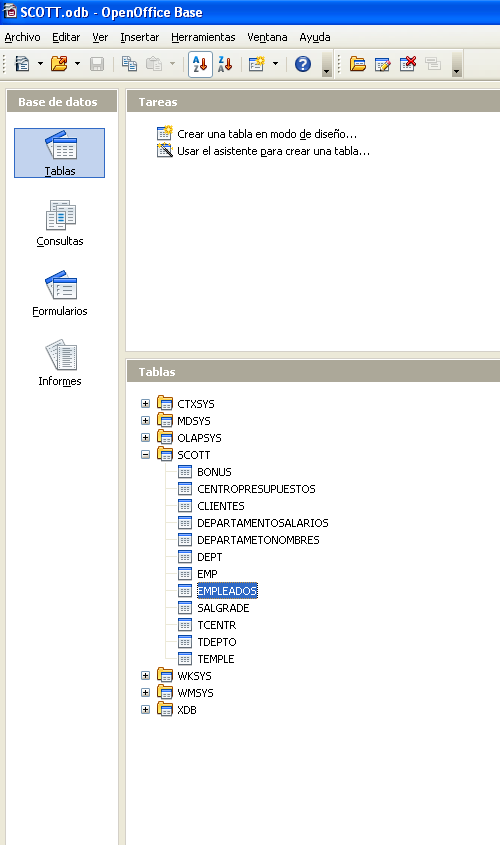 SCOTT.odb - OpenOffice Base
Archivo Editar Ver Insertar Herramientas Ventana Ayuda
Base de datos
Tablas
Consultas
Formularios
Informes
Tareas
Crear una tabla en modo de diseño...
Usar el asistente para crear una tabla...
Tablas
CTXSYS
MDSYS
OLAPSYS
SCOTT
BONUS
CENTROPRESUPUESTOS
CLIENTES
DEPARTAMENTOSALARIOS
DEPARTAMETONOMBRES
DEPT
EMP
EMPLEADOS
SALGRADE
TCENTR
TDEPTO
TEMPLE
WKSYS
WMSYS
XDB